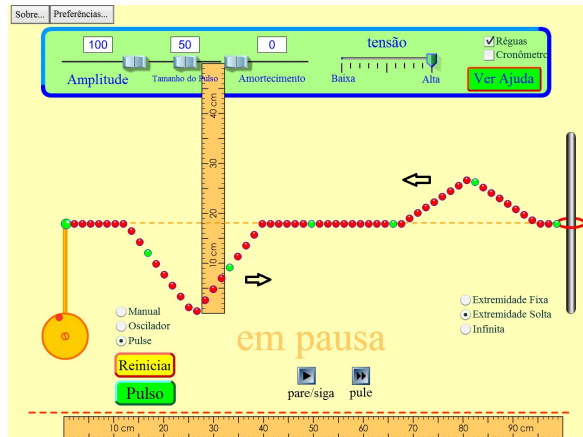 Sobre... Preferências...
100 50 0
tensão
Réguas
Cronômetro
Amplitude Tamanho do Pulso Amortecimento Baixa Alta Ver Ajuda
40 cm
30
20
10 cm
Manual
Oscilador
Pulse
Extremidade Fixa
Extremidade Solta
Infinita
em pausa
Reiniciar
Pulso
pare/siga pule
10 cm 20 30 40 cm 50 60 70 80 90 cm